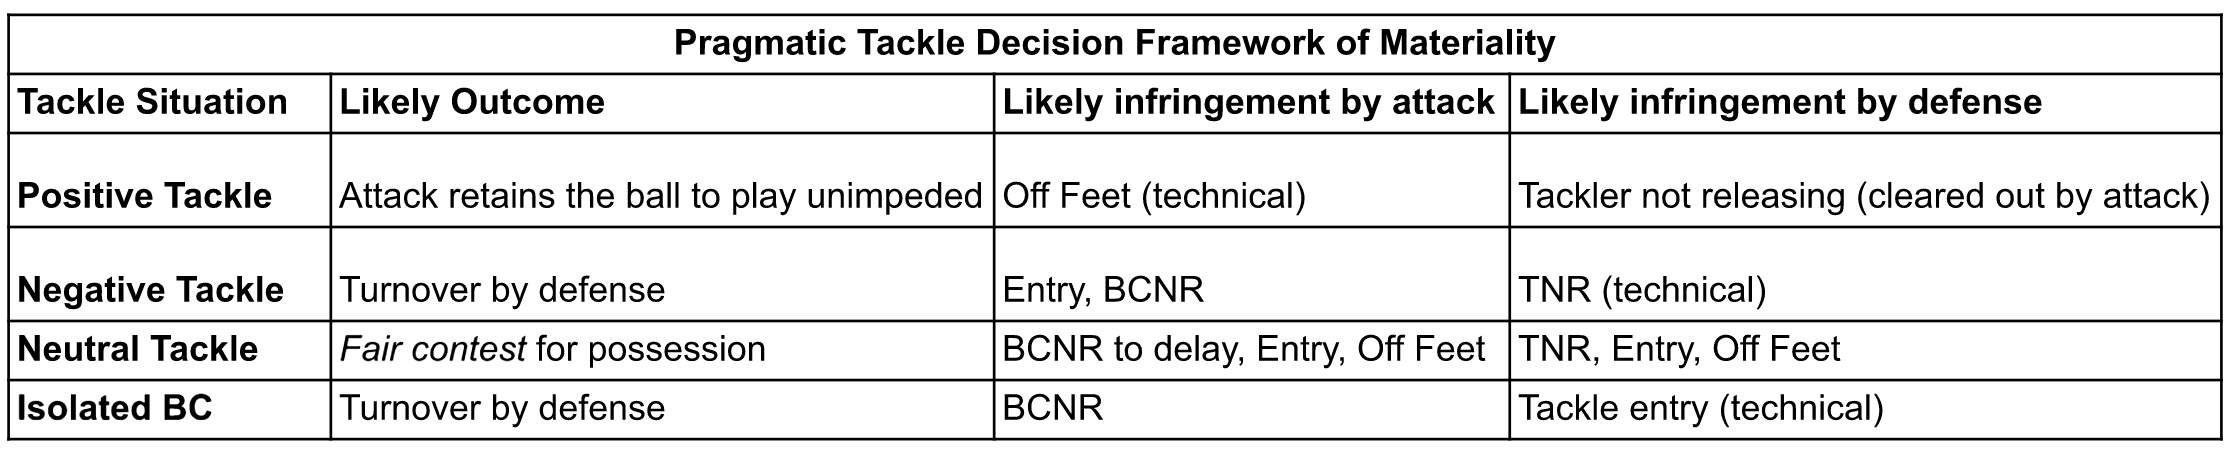 Pragmatic Tackle Decision Framework of Materiality
Tackle Situation Likely Outcome Likely infringement by attack Likely infringement by defense
Positive Tackle Attack retains the ball to play unimpeded Off Feet (technical) Tackler not releasing (cleared out by attack)
Negative Tackle Turnover by defense Entry, BCNR TNR (technical)
Neutral Tackle Fair contest for possession BCNR to delay, Entry, Off Feet TNR, Entry, Off Feet
Isolated BC Turnover by defense BCNR Tackle entry (technical)